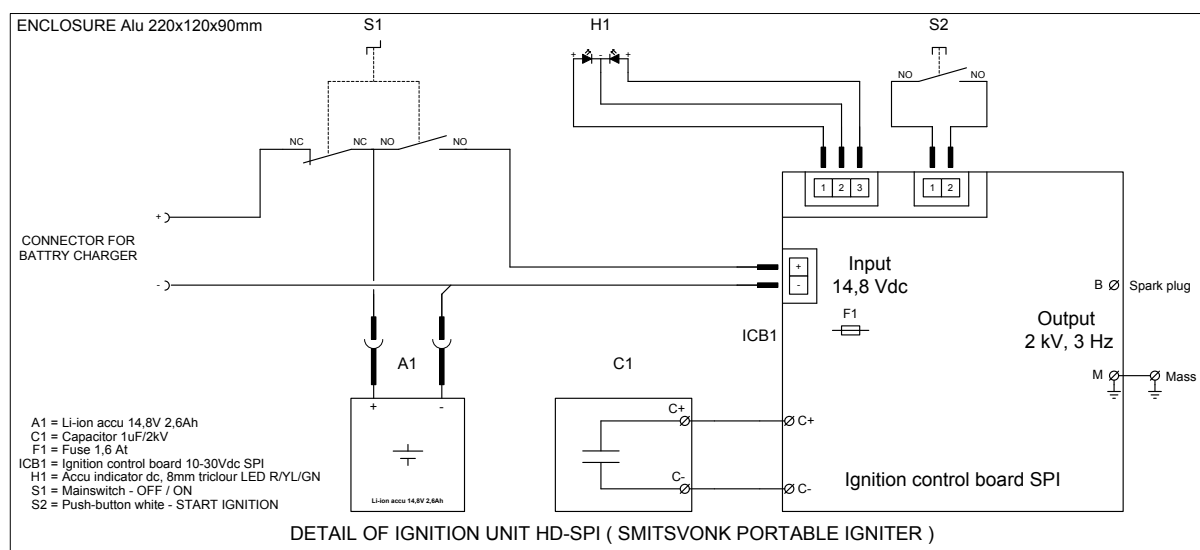 ENCLOSURE Alu 220x120x90mm
S1
H1
S2
+ - +
NO NO
NC NC NO NO
1 2 3
1 2
+
CONNECTOR FOR
BATTRY CHARGER
-
+
-
Input
14,8 Vdc
F1
ICB1
B Spark plug
Output
2 kV, 3 Hz
M Mass
A1
C1
+ -
C+ C+
C- C-
Li-ion accu 14,8V 2,6Ah
Ignition control board SPI
A1 = Li-ion accu 14,8V 2,6Ah
C1 = Capacitor 1uF/2kV
F1 = Fuse 1,6 At
ICB1 = Ignition control board 10-30Vdc SPI
H1 = Accu indicator dc, 8mm triclour LED R/YL/GN
S1 = Mainswitch - OFF / ON
S2 = Push-button white - START IGNITION
DETAIL OF IGNITION UNIT HD-SPI ( SMITSVONK PORTABLE IGNITER )